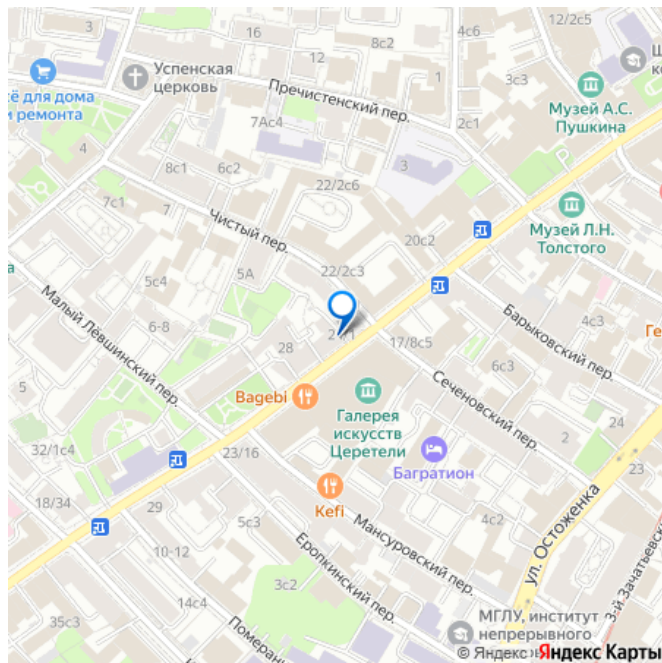 3
16
12
8с2
4с6
12/2с5
Успенская
церковь
для дома
и ремонта
Пречистенский пер.
1
3с3
Музей А.С.
Пушкина
7Ас4
2с1
4
8с1
6с2
3
7с1
7
22/2с6
Чистый пер.
20с2
Музей Л.Н.
Толстого
5А
22/2с3
5с4
Малый Лёвшинский пер.
6-8
28
17/8с5
Барыковский пер.
4с3
6с3
Bagebi
Галерея
искусств
Церетели
Сеченовский пер.
24
2
32/1с4
23/16
Багратион
23
18/34
29
Kefi
ул. Остоженка
5с3
Мансуровский пер.
4с2
10-12
Еропкинский пер.
3с2
14с4
35с3
МГЛУ, институт
непрерывного
© Яндекс Яндекс Карты